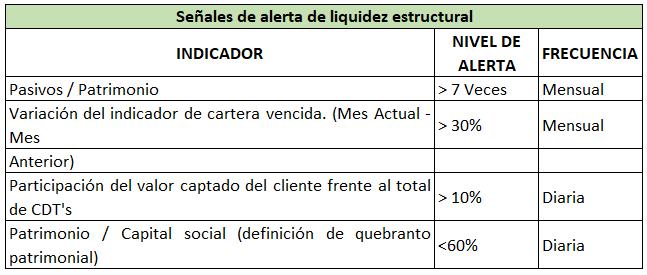 Señales de alerta de liquidez estructural
INDICADOR
NIVEL DE
ALERTA
FRECUENCIA
Pasivos / Patrimonio
> 7 Veces
Mensual
Variación del indicador de cartera vencida. (Mes Actual -
Mes
> 30%
Mensual
Anterior)
Participación del valor captado del cliente frente al total
de CDT's
> 10%
Diaria
Patrimonio / Capital social (definición de quebranto
patrimonial)
<60%
Diaria